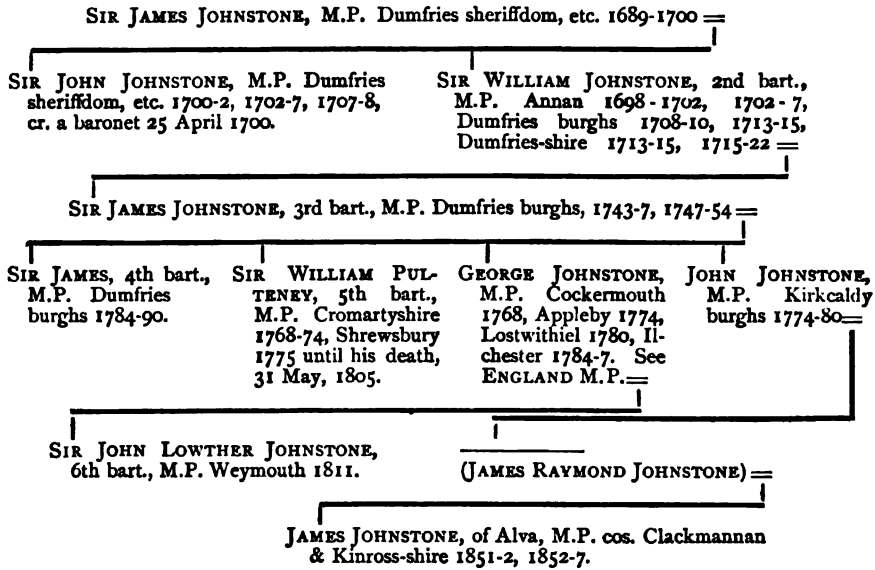 SIR JAMES JOHNSTONE, M.P. Dumfries sheriffdom, etc. 1689-1700 =
SIR JOHN JOHNSTONE, M.P. Dumfries
sheriffdom, etc. 1700-2, 1702-7, 1707-8,
cr. a baronet 25 April 1700.
SIR WILLIAM JOHNSTONE, 2nd bart.,
M.P. Annan 1698-1702, 1702-7,
Dumfries burghs 1708-10, 1713-15,
Dumfries-shire 1713-15, 1715-22 =
SIR JAMES JOHNSTONE, 3rd bart., M.P. Dumfries burghs, 1743-7, 1747-54 =
SIR JAMES, 4th bart.,
M.P. Dumfries
burghs 1784-90.
SIR WILLIAM PUL-
TENEY, 5th bart.,
M.P. Cromartyshire
1768-74, Shrewsbury
1775 until his death,
31 May, 1805.
GEORGE JOHNSTONE,
M.P. Cockermouth
1768, Appleby 1774,
Lostwithiel 1780, Il-
chester 1784-7. See
ENGLAND M.P. =
JOHN JOHNSTONE,
M.P. Kirkcaldy
burghs 1774-80 =
SIR JOHN LOWTHER JOHNSTONE,
6th bart., M.P. Weymouth 1811.
(JAMES RAYMOND JOHNSTONE) =
JAMES JOHNSTONE, of Alva, M.P. cos. Clackmannan
& Kinross-shire 1851-2, 1852-7.